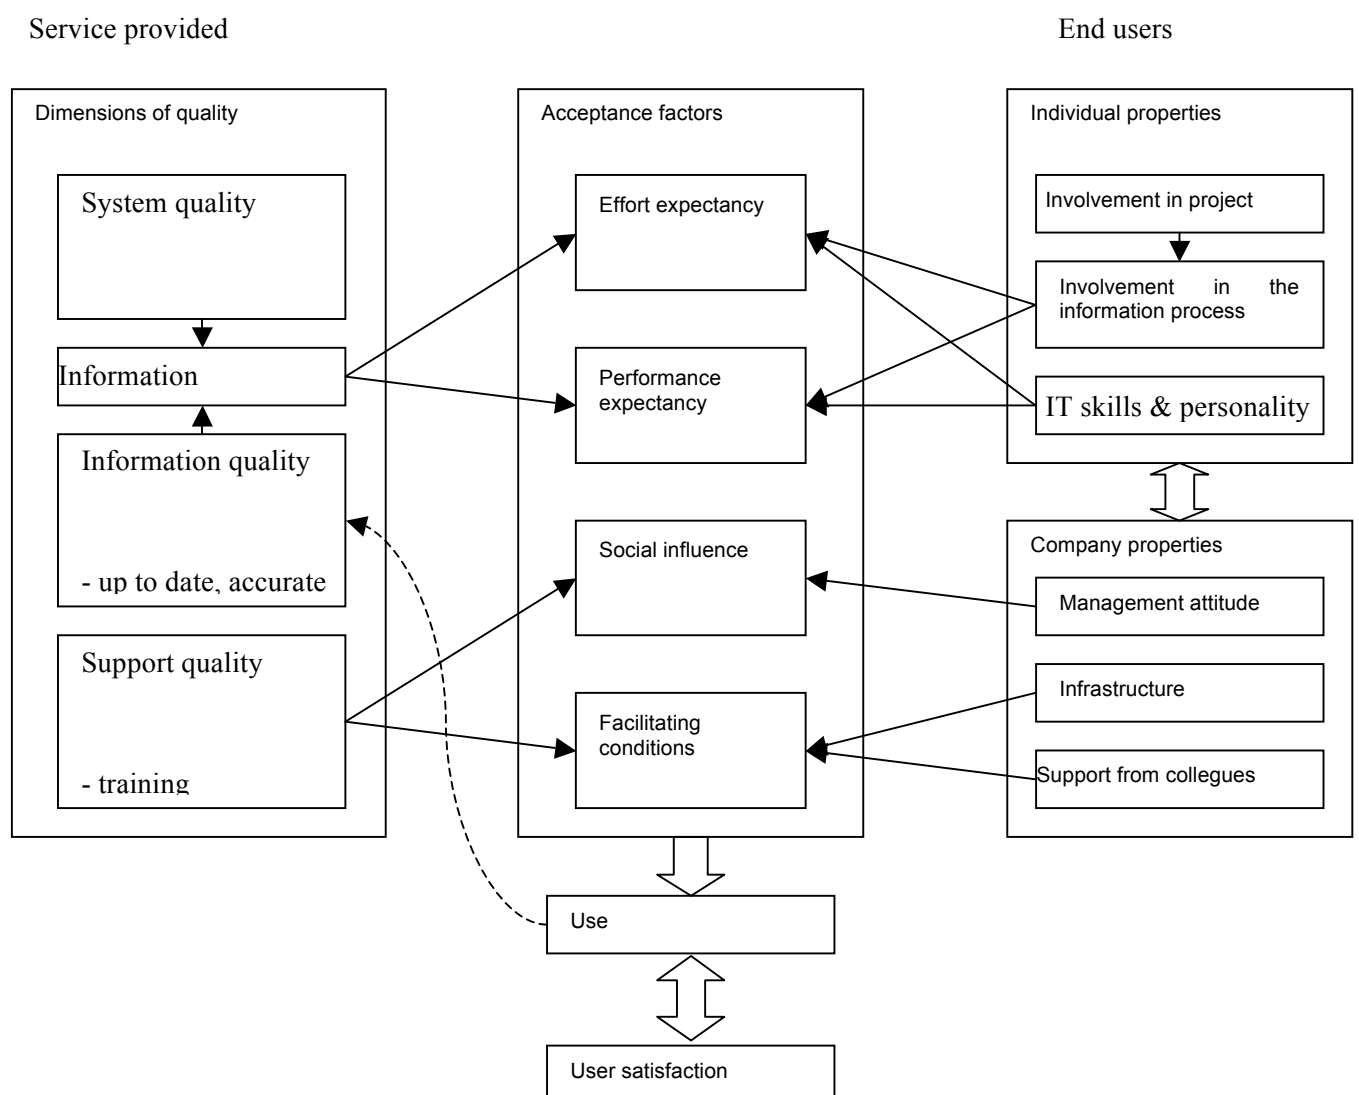 Service provided
End users
Dimensions of quality
System quality
Information
Information quality
- up to date, accurate
Support quality
- training
Acceptance factors
Effort expectancy
Performance
expectancy
Social influence
Facilitating
conditions
Individual properties
Involvement in project
Involvement in the
information process
IT skills & personality
Company properties
Management attitude
Infrastructure
Support from collegues
Use
User satisfaction